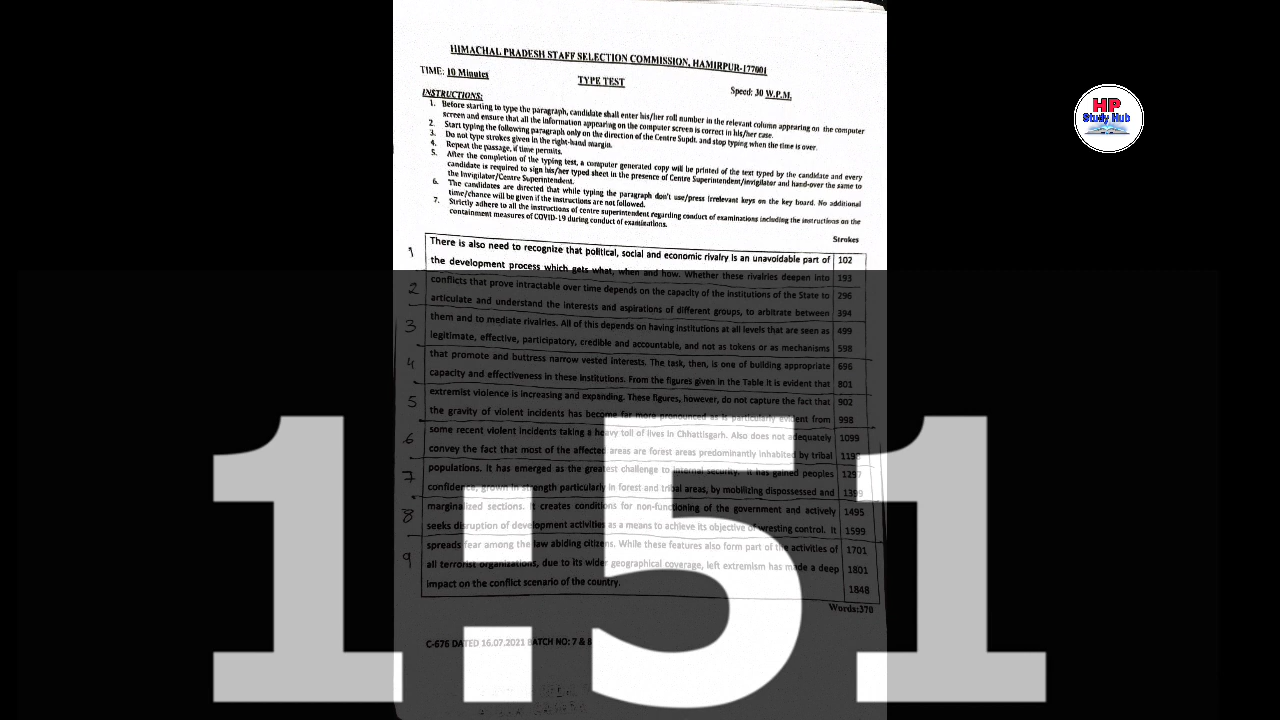 HIMACHAL PRADESH STAFF SELECTION COMMISSION, HAMIRPUR-177001
TIME: 10 Minutes
TYPE TEST
Speed: 30 W.P.M.
INSTRUCTIONS:
1. Before starting to type the paragraph, candidate shall enter his/her roll number in the relevant column appearing on the computer
screen and ensure that all the information appearing on the computer screen is correct in his/her case.
2. Start typing the following paragraph only on the direction of the Centre Supdt. and stop typing when the time is over.
3. Do not type strokes given in the right-hand margin.
4. Repeat the passage, if time permits.
5. After the completion of the typing test, a computer generated copy will be printed of the text typed by the candidate and every
candidate is required to sign his/her typed sheet in the presence of Centre Superintendent/invigilator and hand-over the same to
the Invigilator/Centre Superintendent.
6. The candidates are directed that while typing the paragraph don't use/press irrelevant keys on the key board. No additional
time/chance will be given if the instructions are not followed.
7. Strictly adhere to all the instructions of centre superintendent regarding conduct of examinations including the instructions on the
containment measures of COVID-19 during conduct of examinations.
Strokes
1 There is also need to recognize that political, social and economic rivalry is an unavoidable part of 102
the development process which gets what, when and how. Whether these rivalries deepen into 193
2 conflicts that prove intractable over time depends on the capacity of the institutions of the State to 296
articulate and understand the interests and aspirations of different groups, to arbitrate between 394
3 them and to mediate rivalries. All of this depends on having institutions at all levels that are seen as 499
legitimate, effective, participatory, credible and accountable, and not as tokens or as mechanisms 598
4 that promote and buttress narrow vested interests. The task, then, is one of building appropriate 696
capacity and effectiveness in these institutions. From the figures given in the Table it is evident that 801
5 extremist violence is increasing and expanding. These figures, however, do not capture the fact that 902
the gravity of violent incidents has become far more pronounced as is particularly evident from 998
6 some recent violent incidents taking a heavy toll of lives in Chhattisgarh. Also does not adequately 1099
convey the fact that most of the affected areas are forest areas predominantly inhabited by tribal
7 populations. It has emerged as the greatest challenge to internal security. It has gained peoples 1297
confidence, grown in strength particularly in forest and tribal areas, by mobilizing dispossessed and 1399
8 marginalized sections. It creates conditions for non-functioning of the government and actively 1495
seeks disruption of development activities as a means to achieve its objective of wresting control. It 1599
9 spreads fear among the law abiding citizens. While these features also form part of the activities of 1701
all terrorist organizations, due to its wider geographical coverage, left extremism has made a deep 1801
impact on the conflict scenario of the country. 1848
Words:370
C-676 DATED 16.07.2021 BATCH NO: 7 & 8
1:51
HP
Study Hub